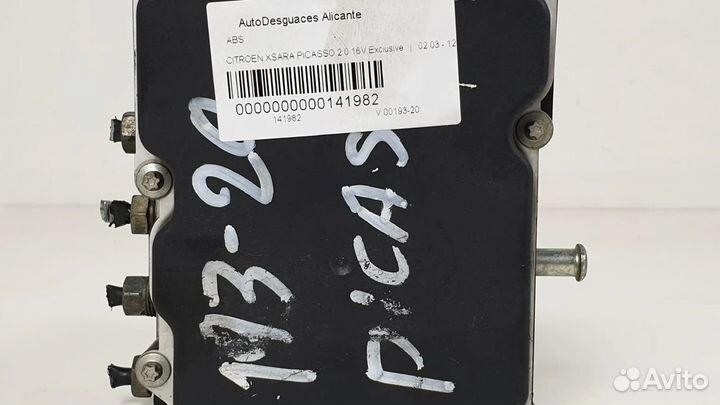 AutoDesguaces Alicante
ABS
CITROEN XSARA PICASSO 2.0 16V Exclusive | 02.03 - 12
0000000000141982
141982 V 00193-20
193-20
PiCAS
Avito